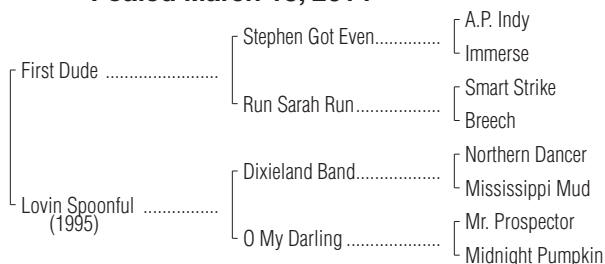 Stephen Got Even..............
A.P. Indy
Immerse
First Dude ........................
Run Sarah Run..................
Smart Strike
Breech
Dixieland Band..................
Northern Dancer
Mississippi Mud
Lovin Spoonful ................
(1995)
O My Darling ....................
Mr. Prospector
Midnight Pumpkin